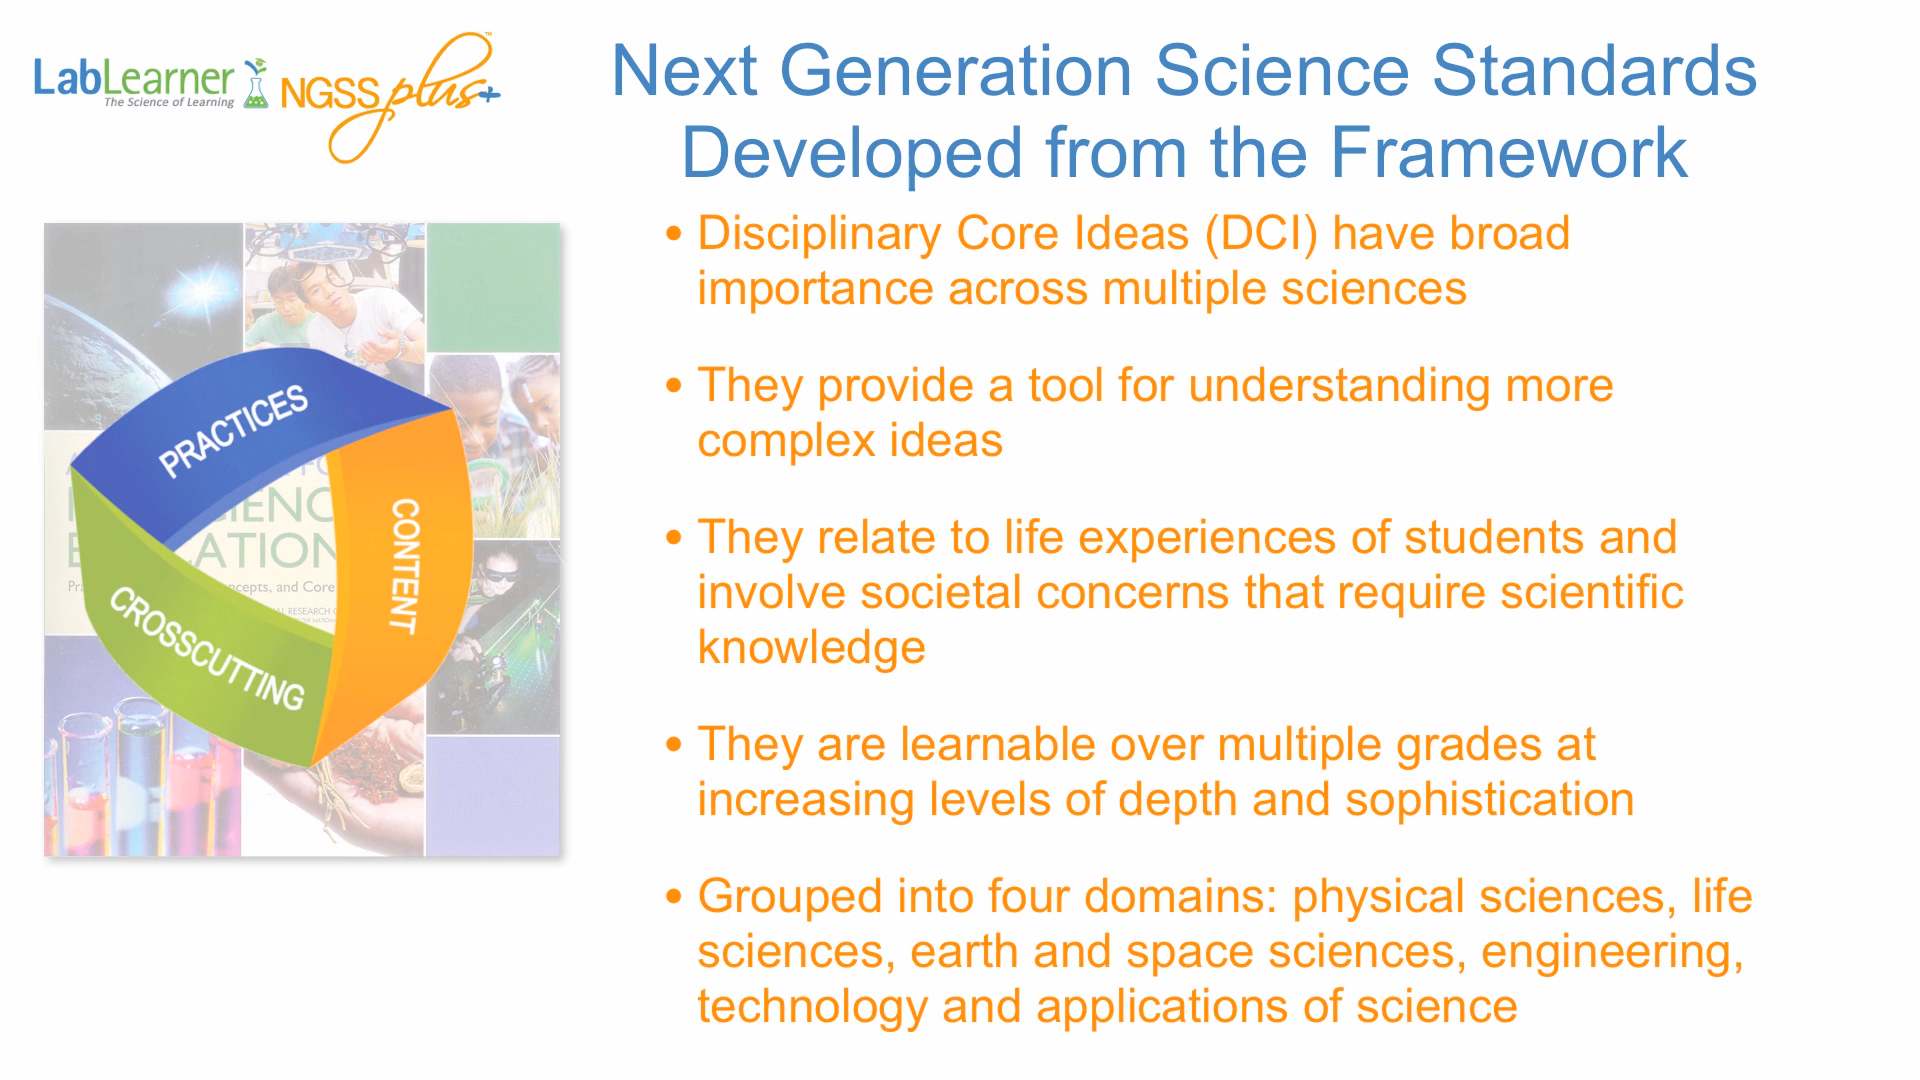 LabLearner
The Science of Learning
NGSS plus+
™
Next Generation Science Standards
Developed from the Framework
• Disciplinary Core Ideas (DCI) have broad
importance across multiple sciences
• They provide a tool for understanding more
complex ideas
• They relate to life experiences of students and
involve societal concerns that require scientific
knowledge
• They are learnable over multiple grades at
increasing levels of depth and sophistication
• Grouped into four domains: physical sciences, life
sciences, earth and space sciences, engineering,
technology and applications of science
PRACTICES
CONTENT
CROSSCUTTING
and Core